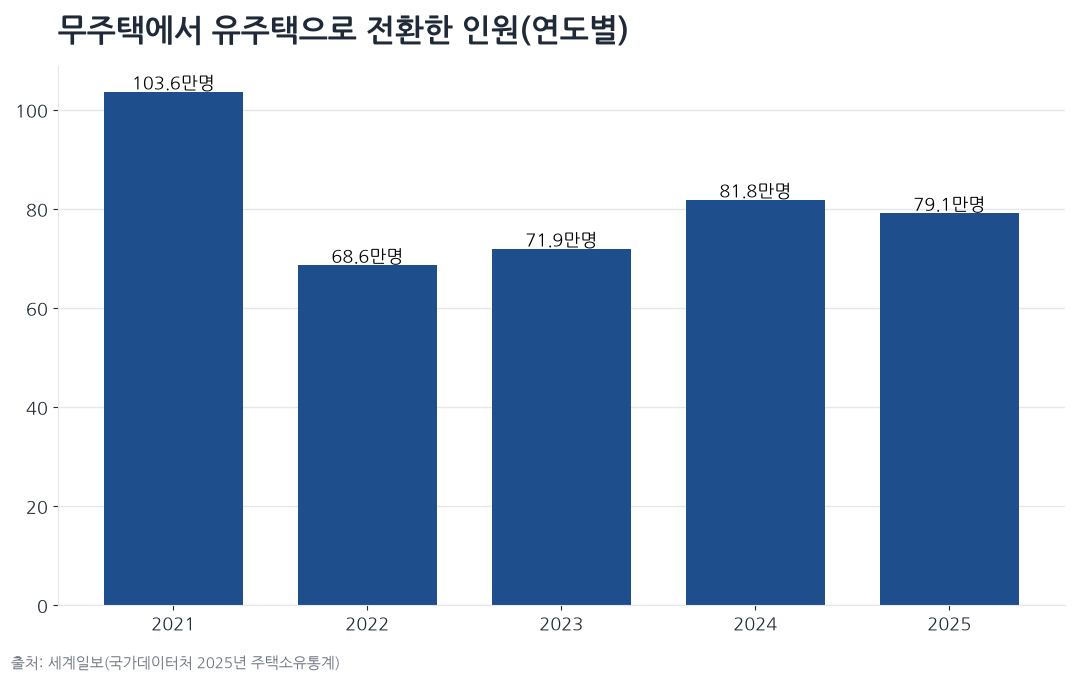 무주택에서 유주택으로 전환한 인원(연도별)
103.6만명
68.6만명
71.9만명
81.8만명
79.1만명
100
80
60
40
20
0
2021 2022 2023 2024 2025
출처: 세계일보(국가데이터처 2025년 주택소유통계)